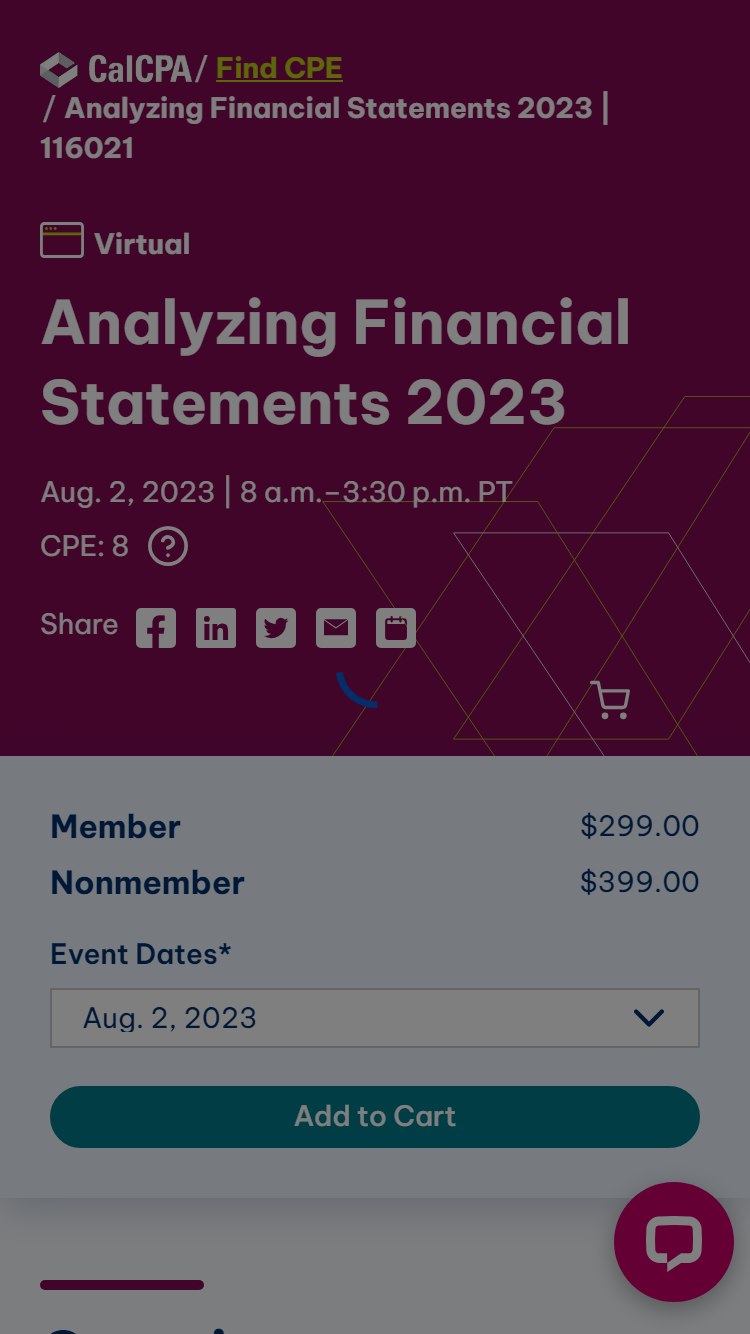 CalCPA / Find CPE
/ Analyzing Financial Statements 2023 |
116021
Virtual
Analyzing Financial
Statements 2023
Aug. 2, 2023 | 8 a.m.–3:30 p.m. PT
CPE: 8 ?
Share
Member $299.00
Nonmember $399.00
Event Dates*
Aug. 2, 2023
Add to Cart